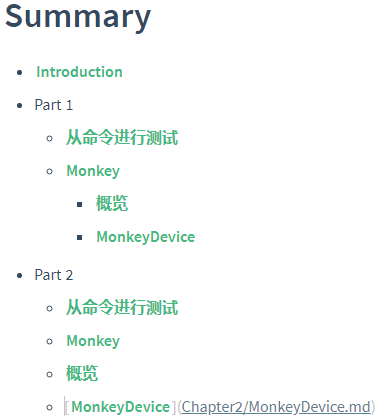 Summary
Introduction
Part 1
从命令进行测试
Monkey
概览
MonkeyDevice
Part 2
从命令进行测试
Monkey
概览
[MonkeyDevice](Chapter2/MonkeyDevice.md)